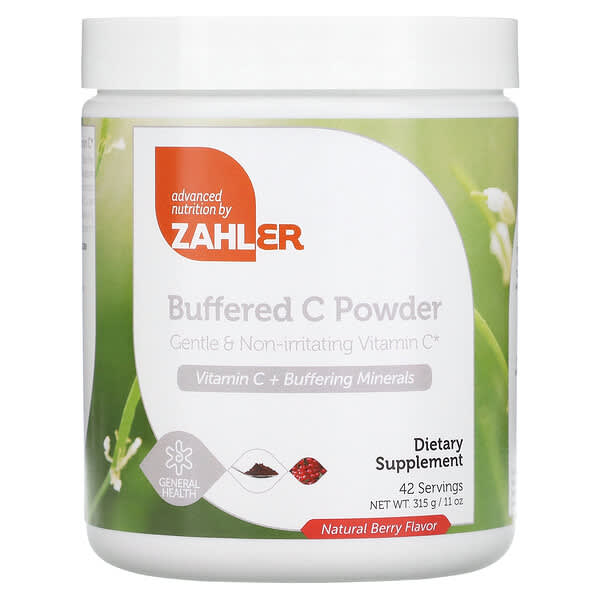 advanced
nutrition by
ZAHLER
Buffered C Powder
Gentle & Non-irritating Vitamin C*
Vitamin C + Buffering Minerals
GENERAL
HEALTH
Dietary
Supplement
42 Servings
NET WT. 315 g / 11 oz
Natural Berry Flavor